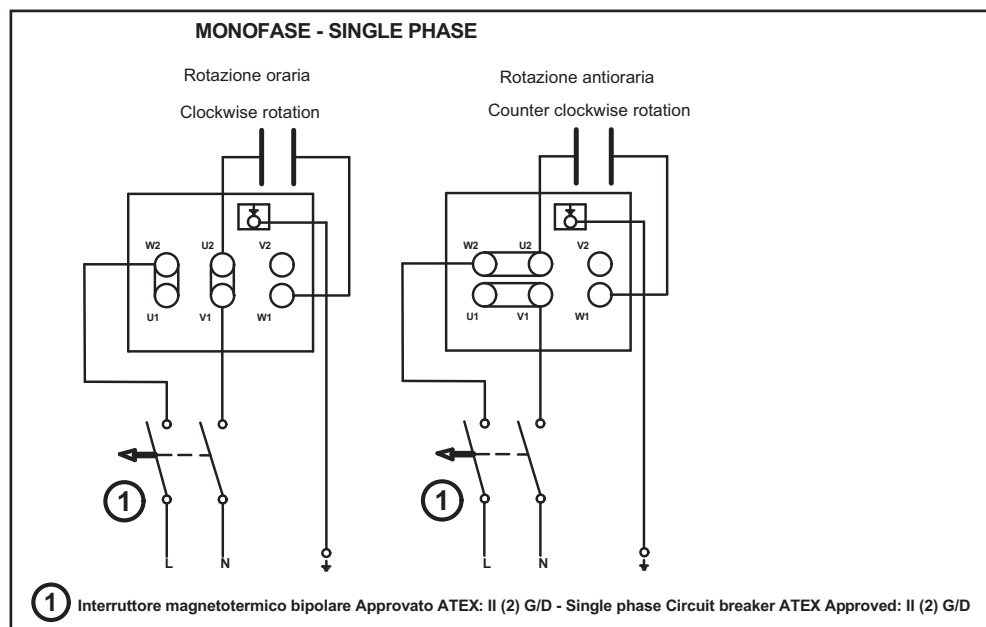 MONOFASE - SINGLE PHASE
Rotazione oraria
Clockwise rotation
Rotazione antioraria
Counter clockwise rotation
W2 U2 V2
U1 V1 W1
W2 U2 V2
U1 V1 W1
1
1
L N
L N
1 Interruttore magnetotermico bipolare Approvato ATEX: II (2) G/D - Single phase Circuit breaker ATEX Approved: II (2) G/D